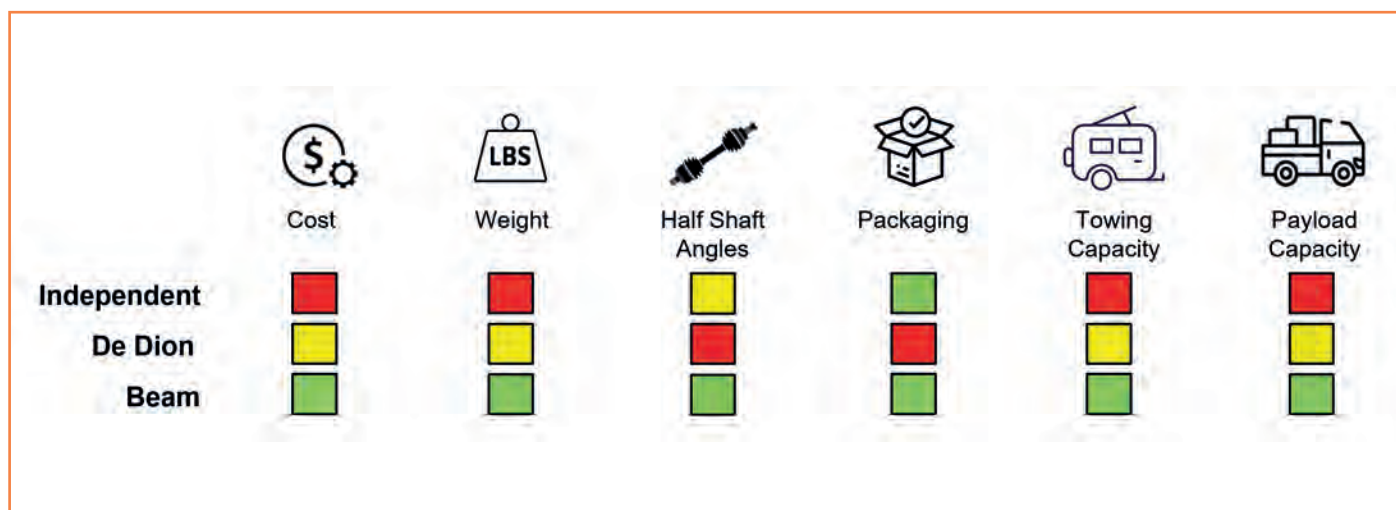 $
LBS
Cost
Weight
Half Shaft
Angles
Packaging
Towing
Capacity
Payload
Capacity
Independent
De Dion
Beam